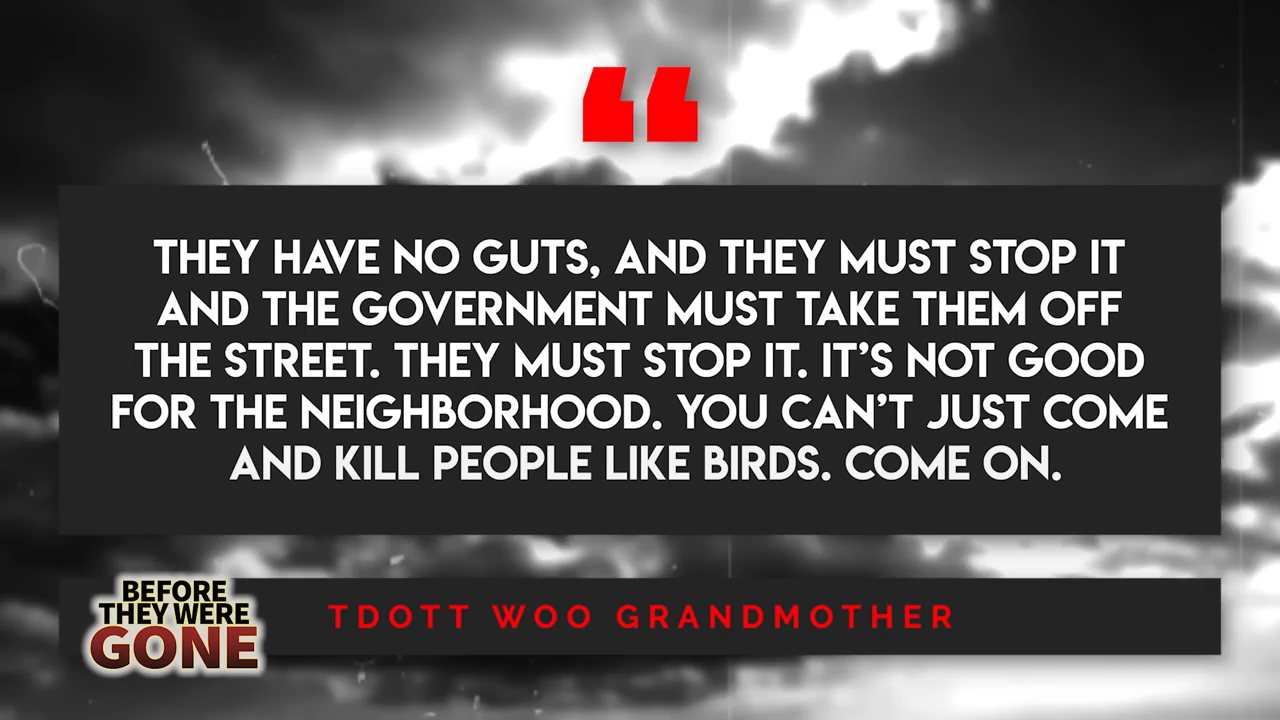 “
THEY HAVE NO GUTS, AND THEY MUST STOP IT
AND THE GOVERNMENT MUST TAKE THEM OFF
THE STREET. THEY MUST STOP IT. IT’S NOT GOOD
FOR THE NEIGHBORHOOD. YOU CAN’T JUST COME
AND KILL PEOPLE LIKE BIRDS. COME ON.
BEFORE
THEY WERE
GONE
TDOTT WOO GRANDMOTHER